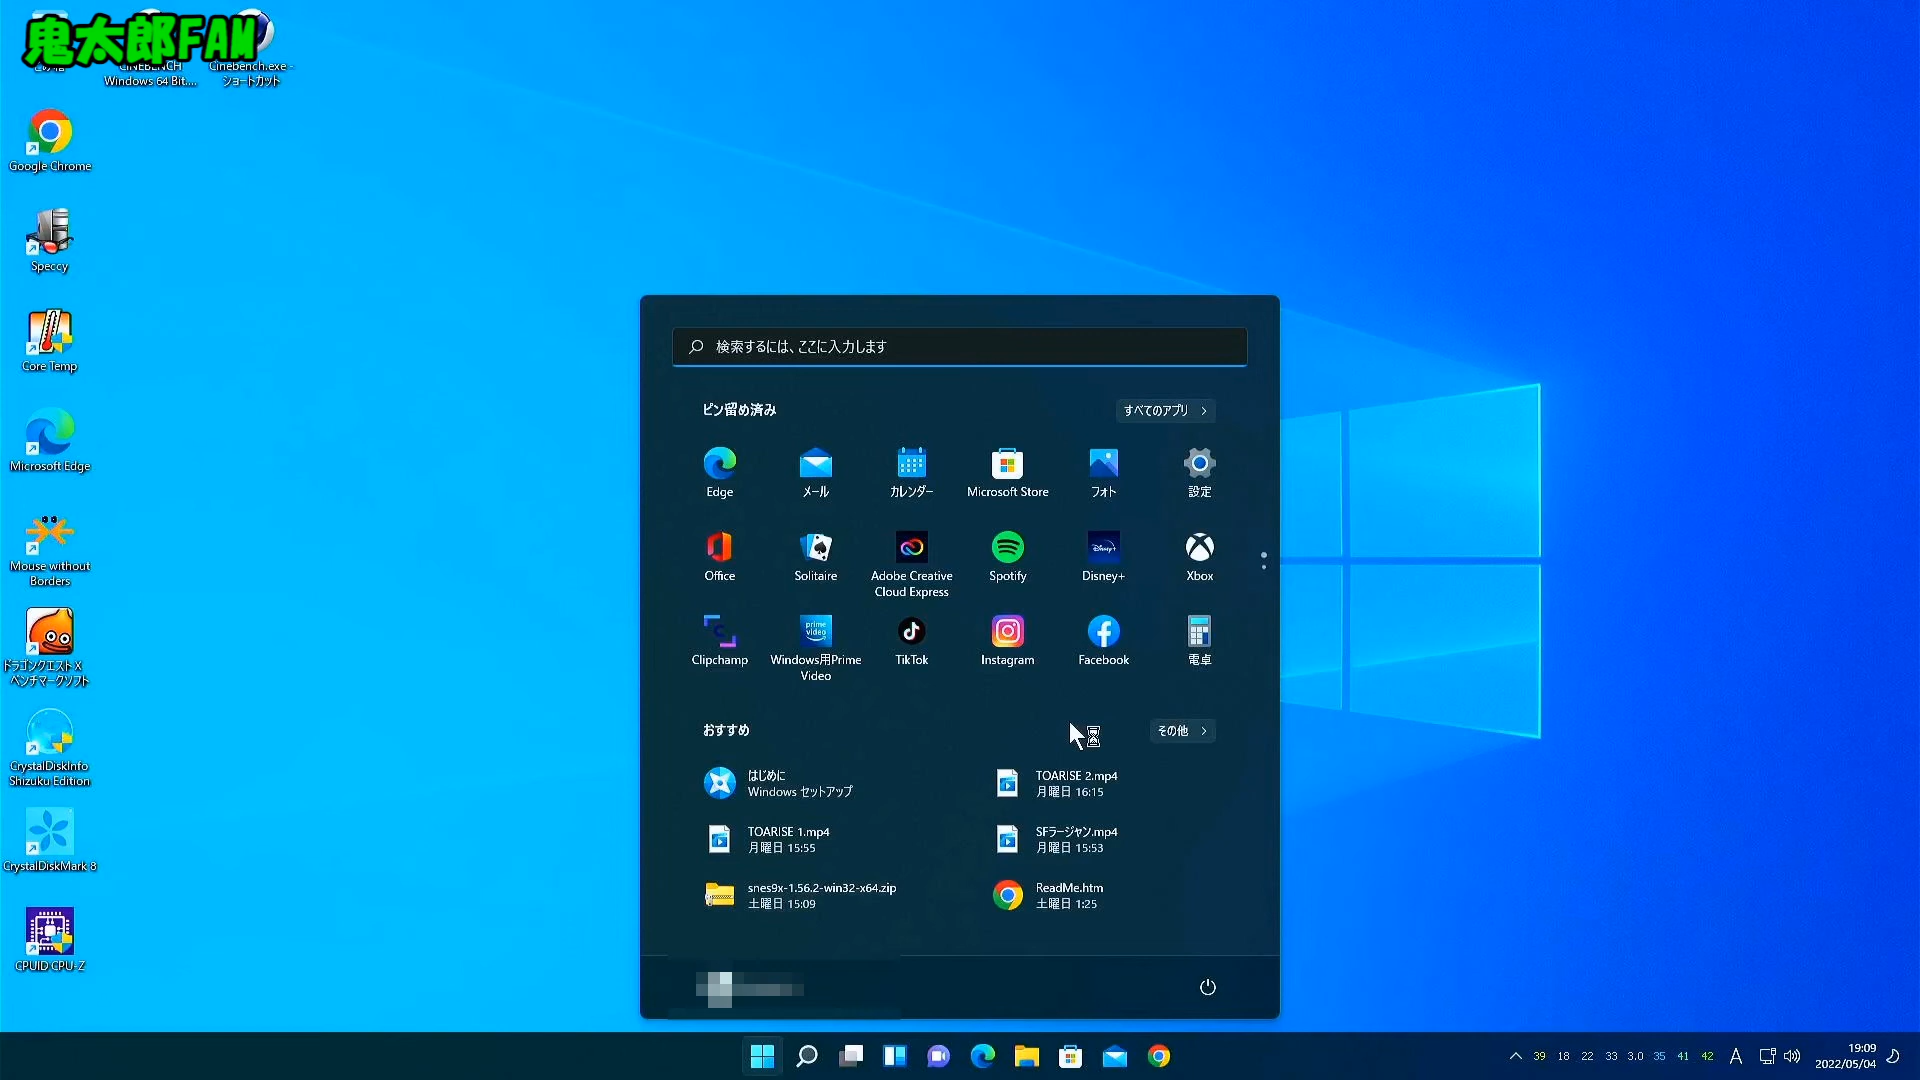 鬼太郎FAM
CINEBENCH
Windows 64 Bit....
Cinebench.exe -
ショートカット
Google Chrome
Speccy
Core Temp
Microsoft Edge
Mouse without
Borders
ドラゴンクエストX
ベンチマークソフト
CrystalDiskInfo
Shizuku Edition
CrystalDiskMark 8
CPUID CPU-Z
検索するには、ここに入力します
ピン留め済み
すべてのアプリ >
Edge
メール
カレンダー
Microsoft Store
フォト
設定
Office
Solitaire
Adobe Creative
Cloud Express
Spotify
Disney+
Disney+
Xbox
prime
video
Clipchamp
Windows用Prime
Video
TikTok
Instagram
Facebook
電卓
おすすめ
その他 >
はじめに
Windows セットアップ
TOARISE 2.mp4
月曜日 16:15
TOARISE 1.mp4
月曜日 15:55
SFラージャン.mp4
月曜日 15:53
snes9x-1.56.2-win32-x64.zip
土曜日 15:09
ReadMe.htm
土曜日 1:25
39 18 22 33 3.0 35 41 42 A
19:09
2022/05/04